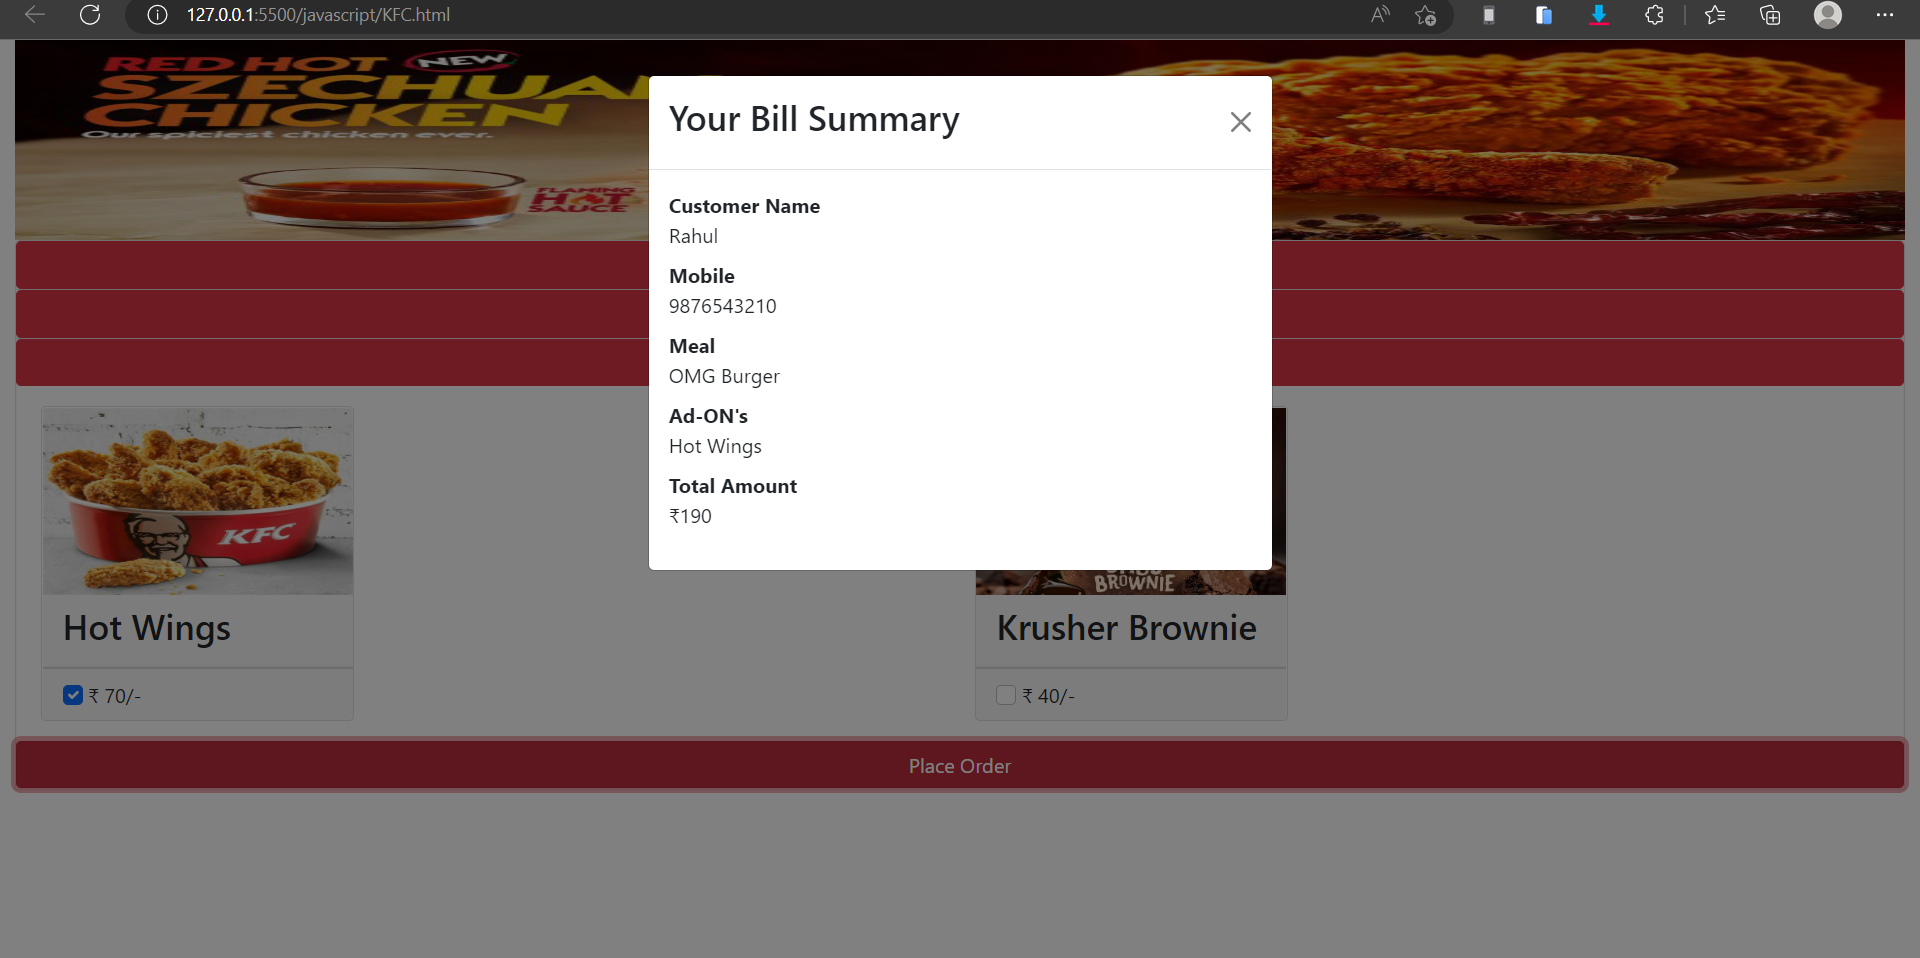 127.0.0.1:5500/javascript/KFC.html
RED HOT NEW
SZECHUA
CHICKEN
Our spiciest chicken ever.
FLAMING
HOT
SAUCE
Your Bill Summary
Customer Name
Rahul
Mobile
9876543210
Meal
OMG Burger
Ad-ON's
Hot Wings
Total Amount
₹190
KFC
BROWNIE
Hot Wings
Krusher Brownie
₹ 70/-
₹ 40/-
Place Order